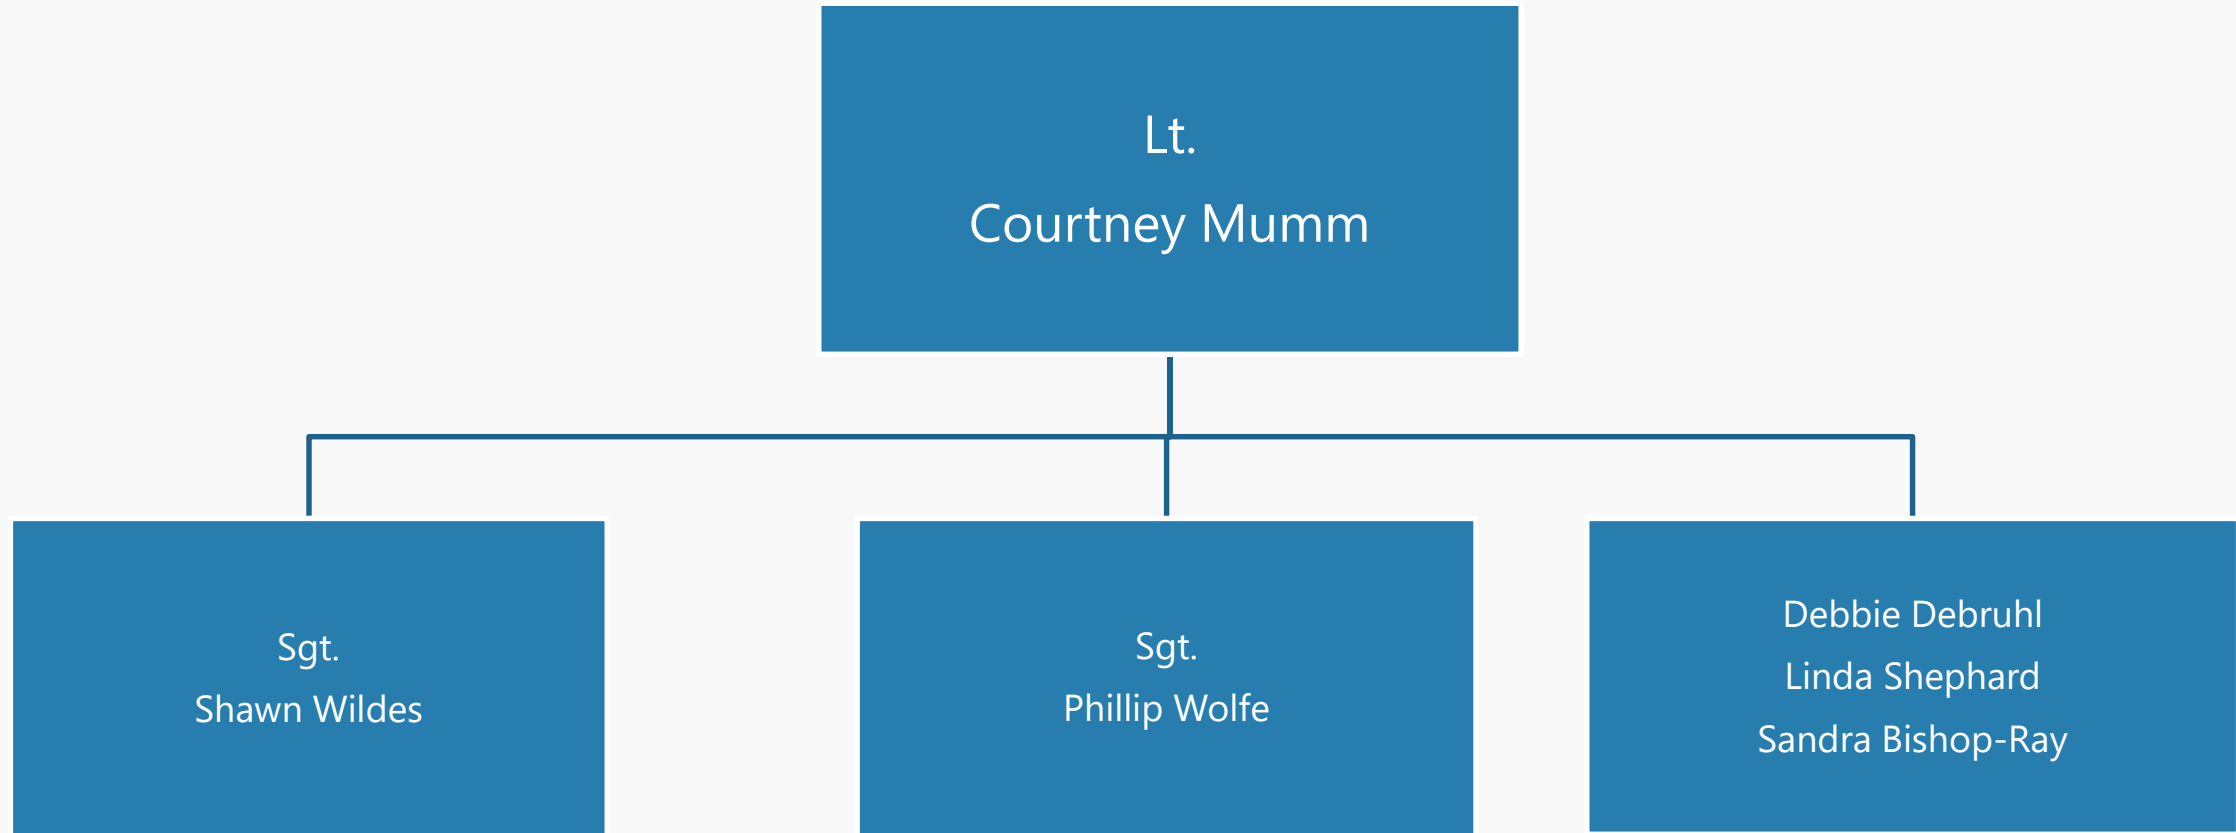 Lt.
Courtney Mumm
Sgt.
Shawn Wildes
Sgt.
Phillip Wolfe
Debbie Debruhl
Linda Shephard
Sandra Bishop-Ray